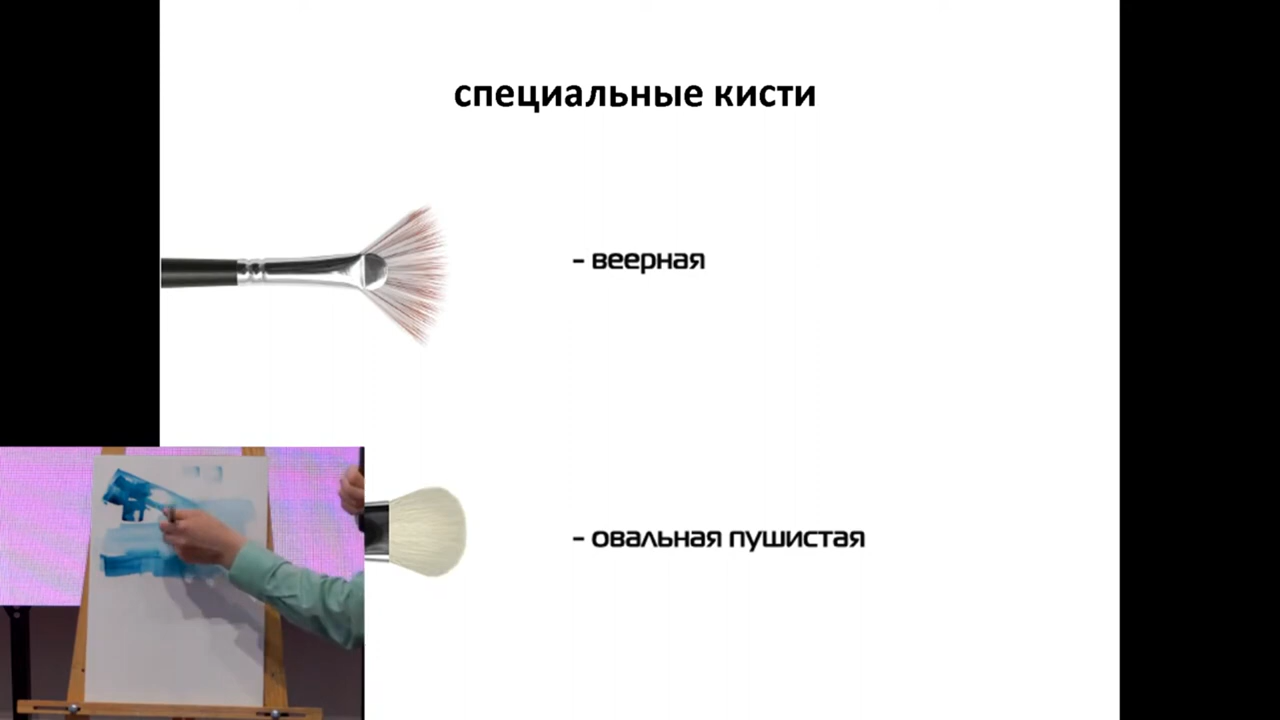 специальные кисти
- веерная
- овальная пушистая